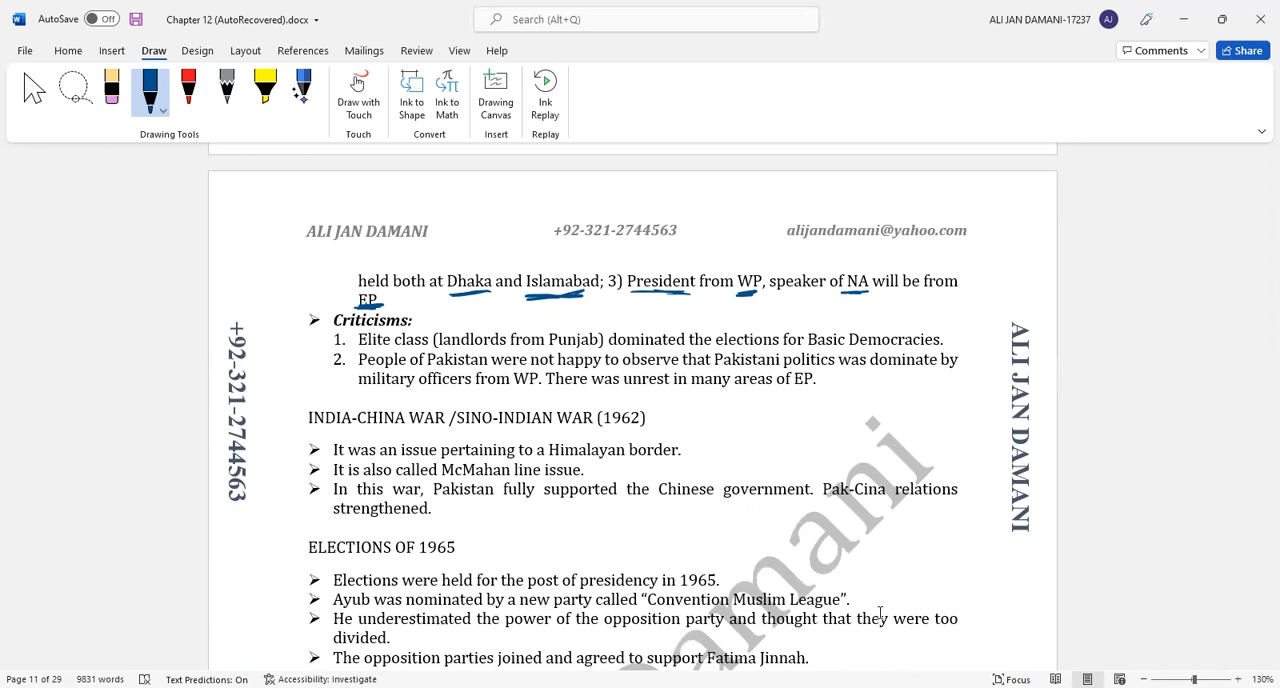 AutoSave Off Chapter 12 (AutoRecovered).docx Search (Alt+Q) ALI JAN DAMANI-17237 AJ
File Home Insert Draw Design Layout References Mailings Review View Help Comments Share
Draw with Touch Ink to Shape Ink to Math Drawing Canvas Ink Replay
Drawing Tools Touch Convert Insert Replay
ALI JAN DAMANI +92-321-2744563 alijandamani@yahoo.com
held both at Dhaka and Islamabad; 3) President from WP, speaker of NA will be from
EP
➢ Criticisms:
1. Elite class (landlords from Punjab) dominated the elections for Basic Democracies.
2. People of Pakistan were not happy to observe that Pakistani politics was dominate by
military officers from WP. There was unrest in many areas of EP.
INDIA-CHINA WAR /SINO-INDIAN WAR (1962)
➢ It was an issue pertaining to a Himalayan border.
➢ It is also called McMahan line issue.
➢ In this war, Pakistan fully supported the Chinese government. Pak-Cina relations
strengthened.
ELECTIONS OF 1965
➢ Elections were held for the post of presidency in 1965.
➢ Ayub was nominated by a new party called “Convention Muslim League”.
➢ He underestimated the power of the opposition party and thought that they were too
divided.
➢ The opposition parties joined and agreed to support Fatima Jinnah.
+92-321-2744563
ALI JAN DAMANI
amani
Page 11 of 29 9831 words Text Predictions: On Accessibility: Investigate Focus 130%